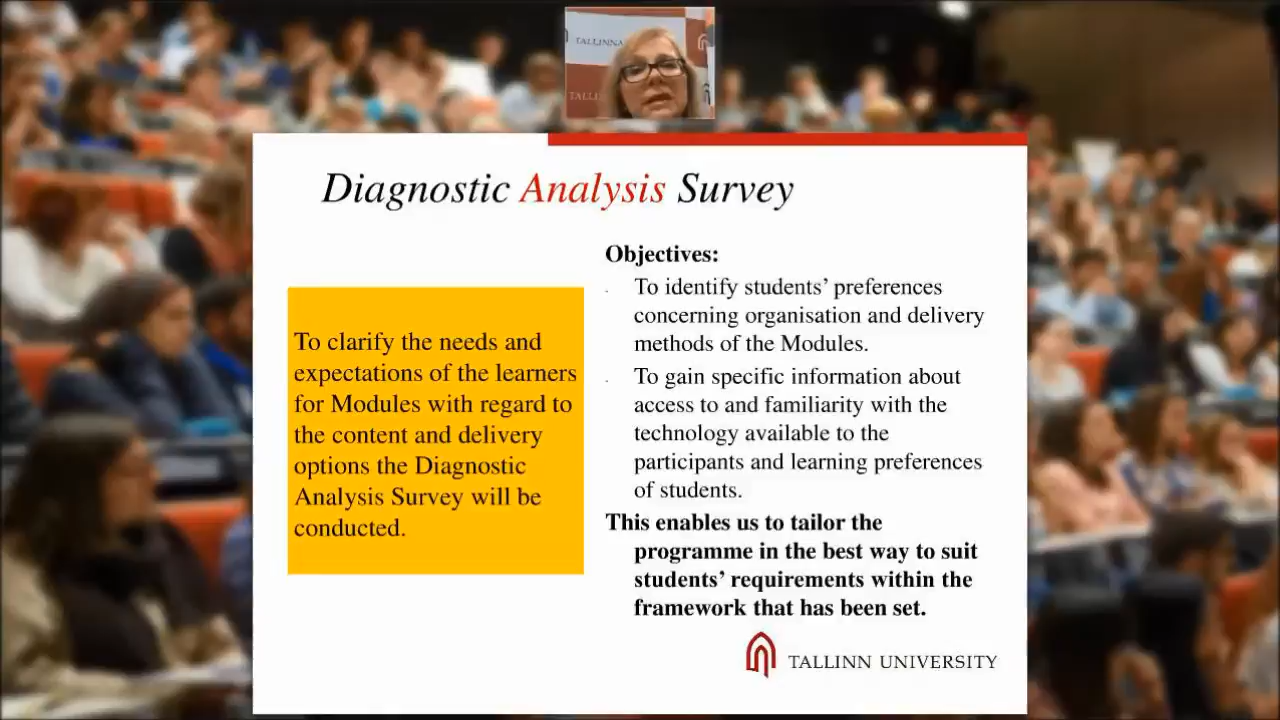 TALLINNA
TALLI
Diagnostic Analysis Survey
To clarify the needs and
expectations of the learners
for Modules with regard to
the content and delivery
options the Diagnostic
Analysis Survey will be
conducted.
Objectives:
To identify students' preferences
concerning organisation and delivery
methods of the Modules.
To gain specific information about
access to and familiarity with the
technology available to the
participants and learning preferences
of students.
This enables us to tailor the
programme in the best way to suit
students' requirements within the
framework that has been set.
TALLINN UNIVERSITY